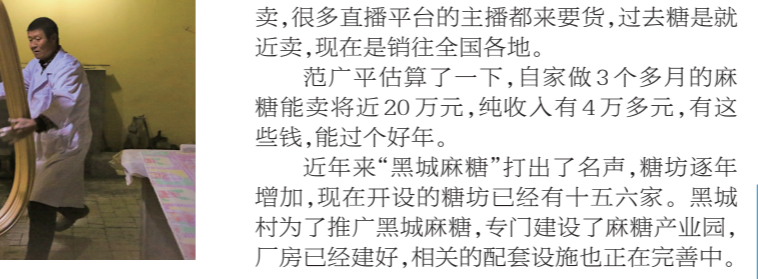 卖,很多直播平台的主播都来要货,过去糖是就
近卖,现在是销往全国各地。
范广平估算了一下,自家做3个多月的麻
糖能卖将近20万元,纯收入有4万多元,有这
些钱,能过个好年。
近年来“黑城麻糖”打出了名声,糖坊逐年
增加,现在开设的糖坊已经有十五六家。黑城
村为了推广黑城麻糖,专门建设了麻糖产业园,
厂房已经建好,相关的配套设施也正在完善中。